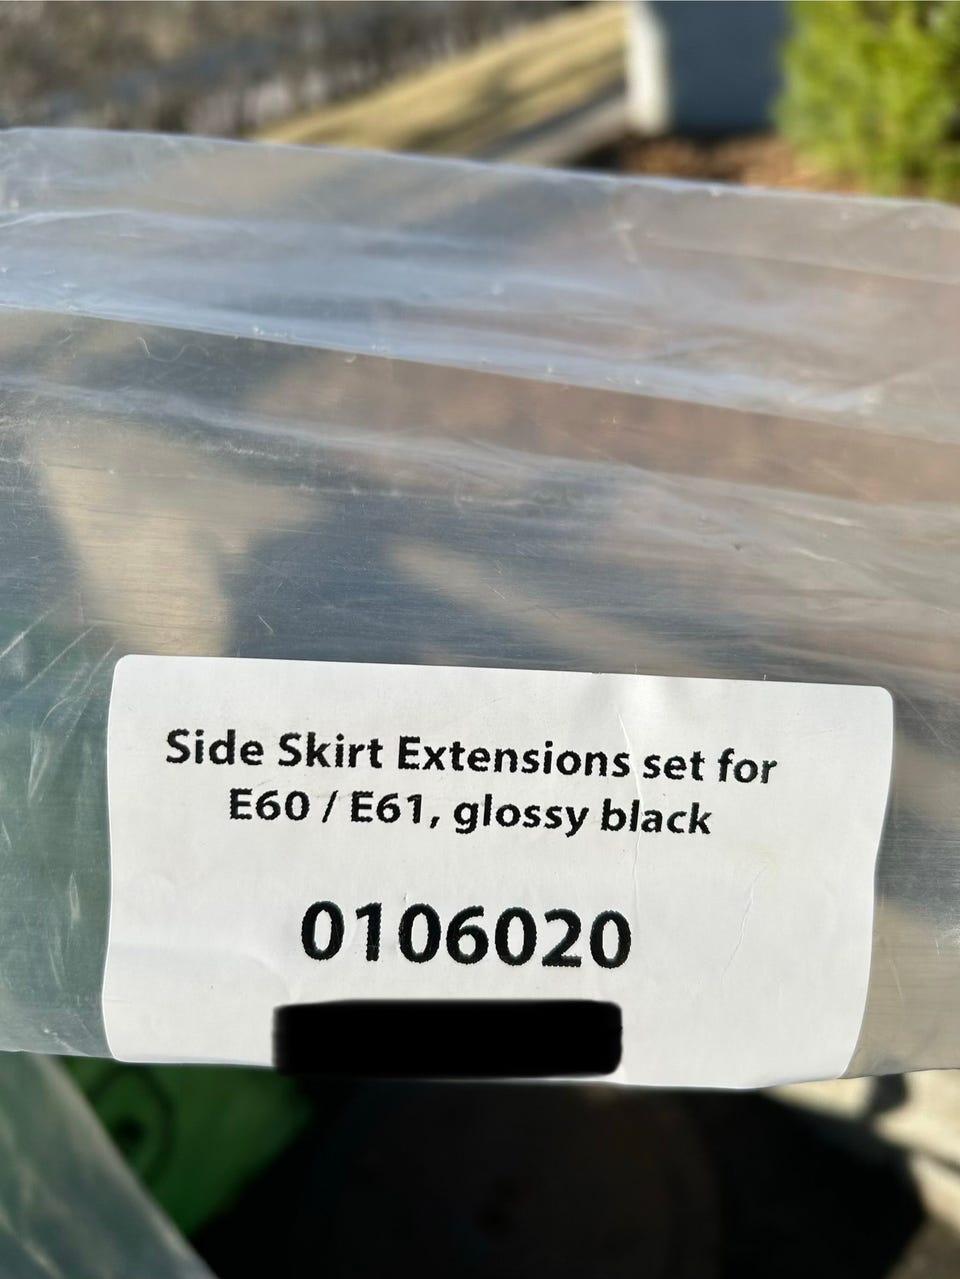 Side Skirt Extensions set for
E60 / E61, glossy black
0106020